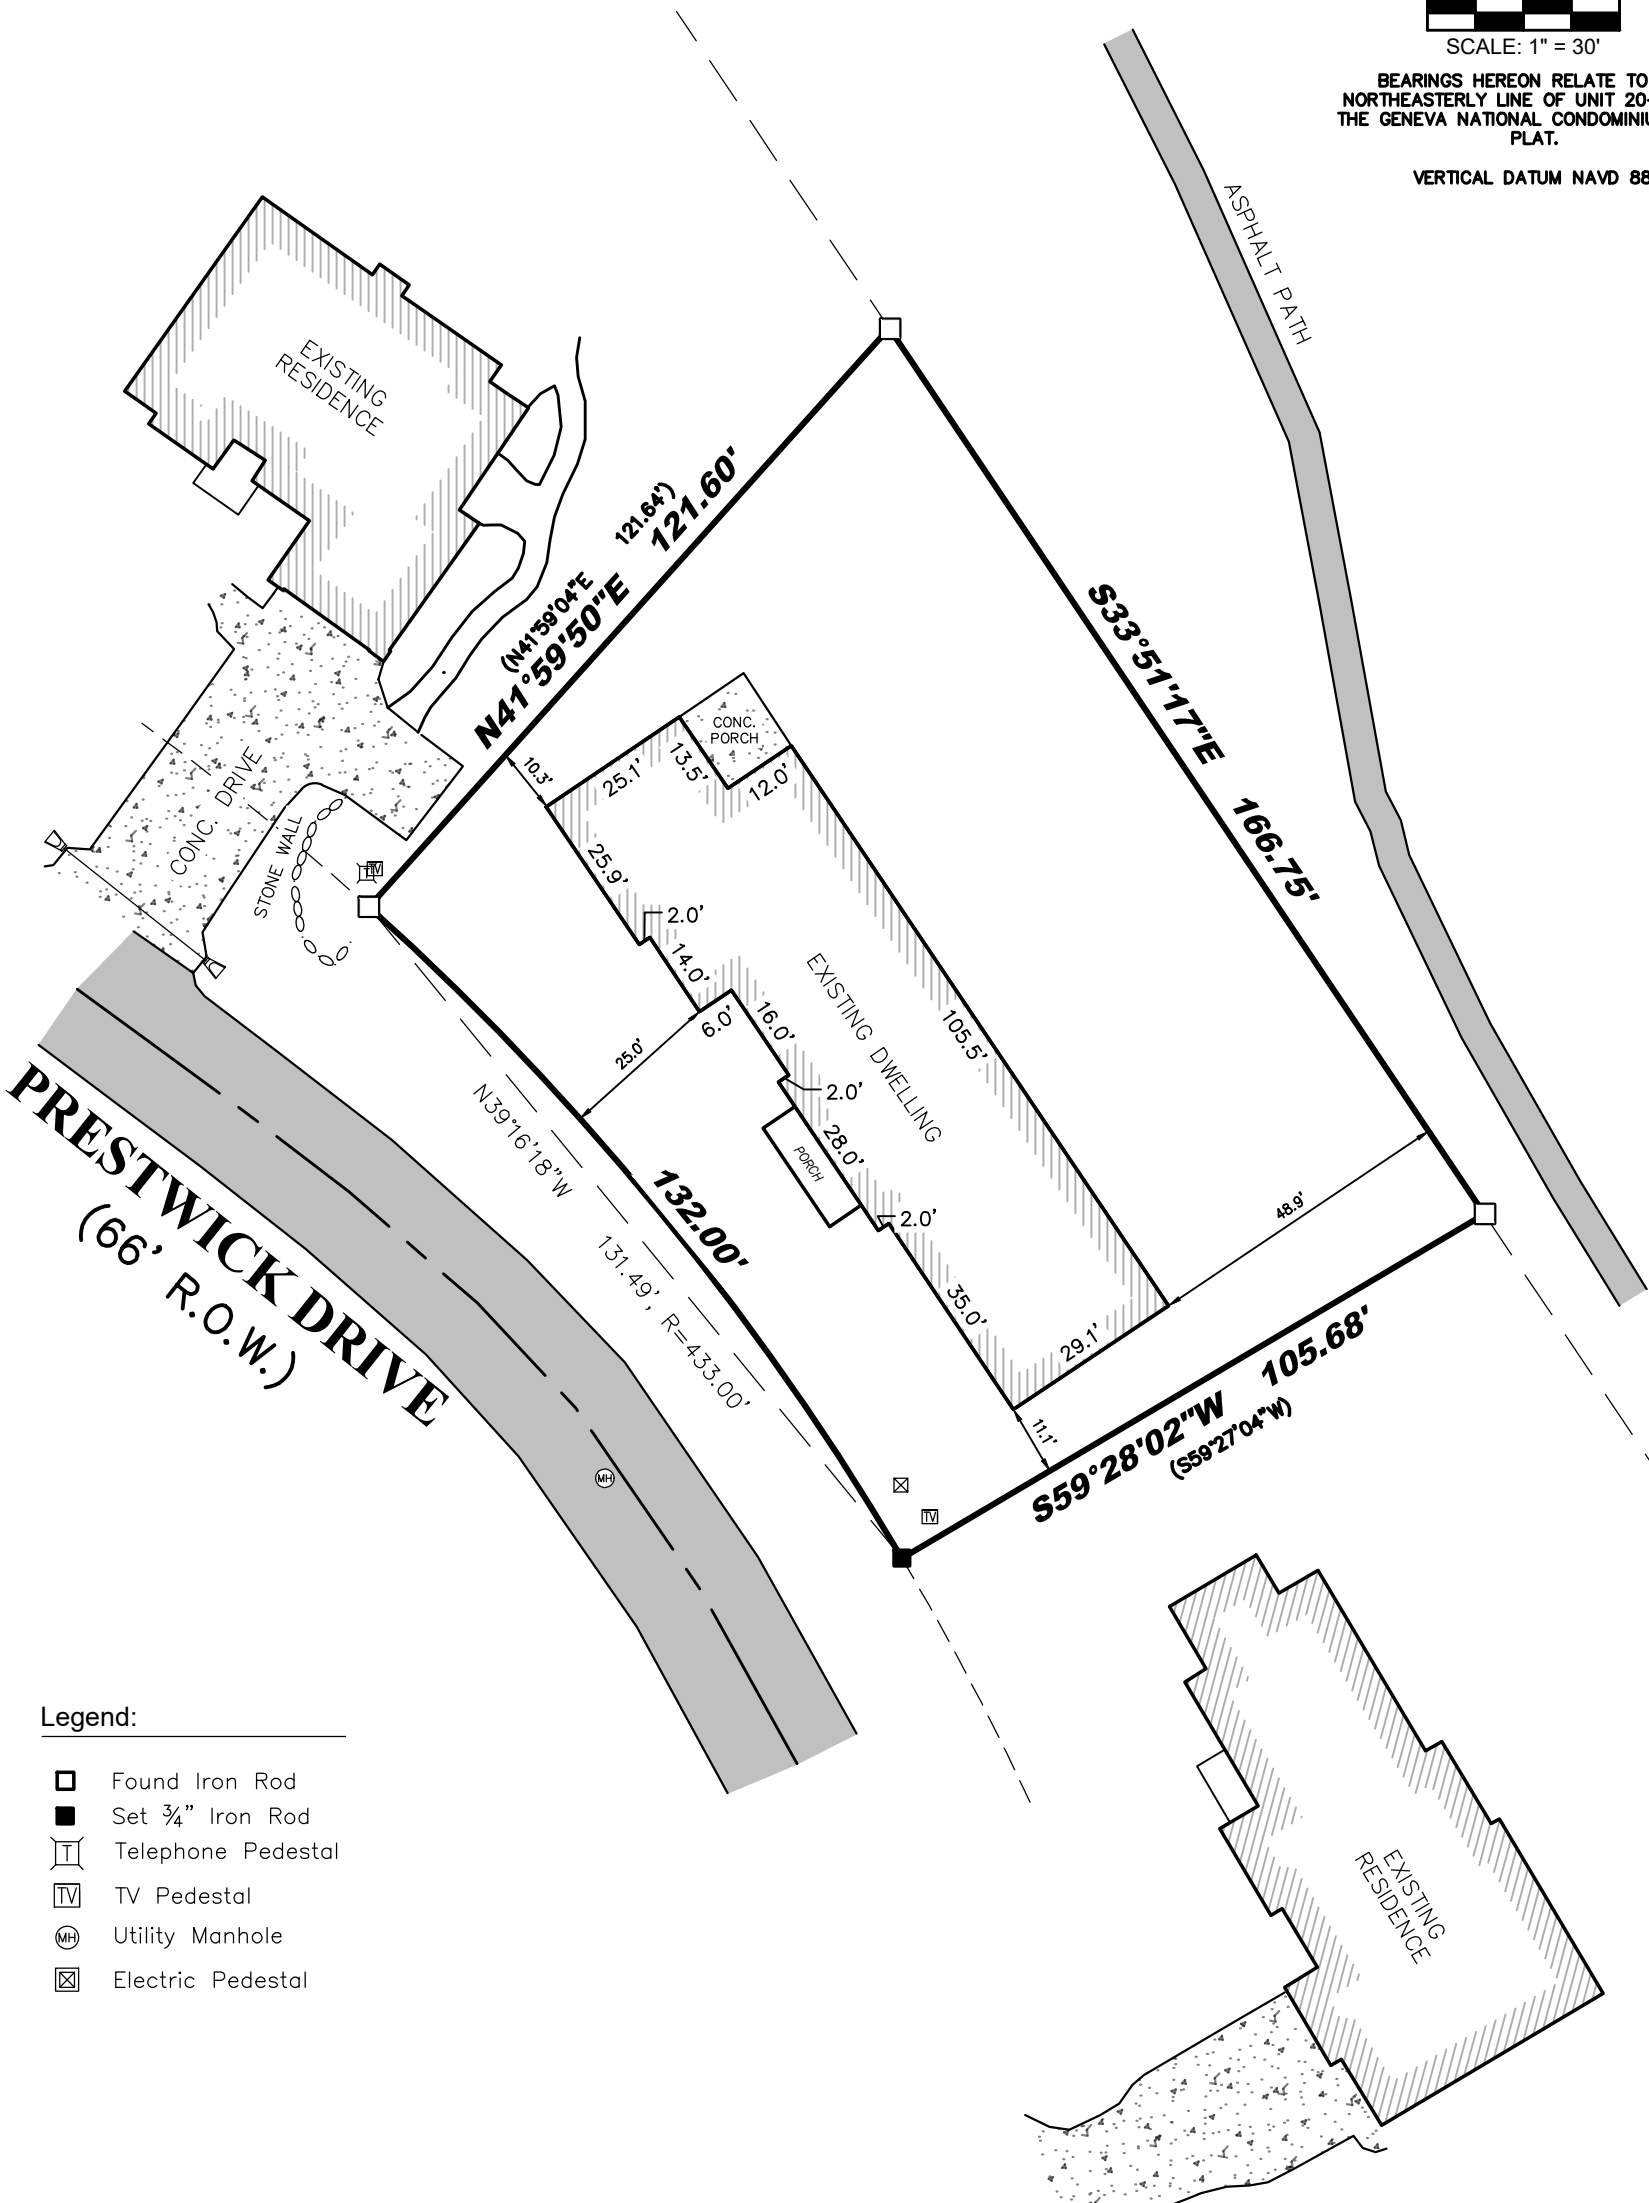 SCALE: 1" = 30'
BEARINGS HEREON RELATE TO
NORTHEASTERLY LINE OF UNIT 20-
THE GENEVA NATIONAL
PLAT.
VERTICAL DATUM NAVD 88
ASPHALT PATH
EXISTING
RESIDENCE
121.64')
121.60'
(N41°59'04"E
N41°59'50"E
S33°51'17"E
166.75'
CONC.
PORCH
10.3'
25.1'
13.5'
12.0'
CONC. DRIVE
STONE WALL
T
TV
25.9'
2.0'
14.0'
6.0'
16.0'
EXISTING DWELLING
105.5'
25.0'
2.0'
28.0'
PORCH
2.0'
35.0'
29.1'
48.9'
11.1'
N39°16'18"W
131.49', R=433.00'
132.00'
PRESTWICK DRIVE
(66' R.O.W.)
MH
S59°28'02"W 105.68'
(S59°27'04"W)
TV
EXISTING
RESIDENCE
Legend:
Found Iron Rod
Set ¾" Iron Rod
T Telephone Pedestal
TV TV Pedestal
MH Utility Manhole
Electric Pedestal